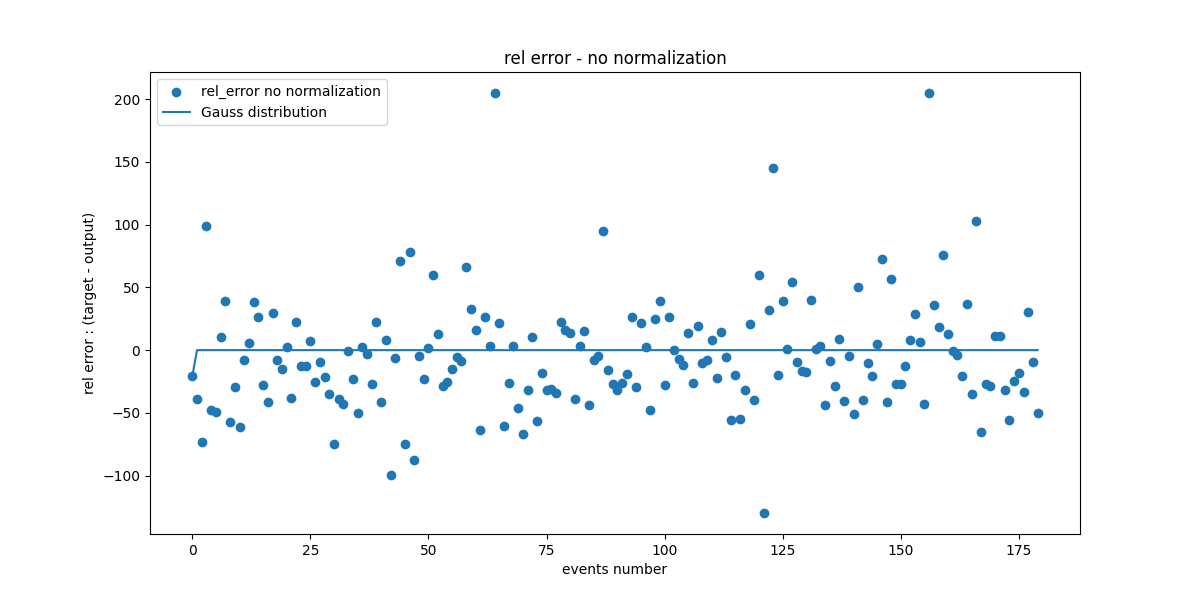 rel error - no normalization
rel_error no normalization
Gauss distribution
rel error : (target - output)
200
150
100
50
0
−50
−100
0 25 50 75 100 125 150 175
events number